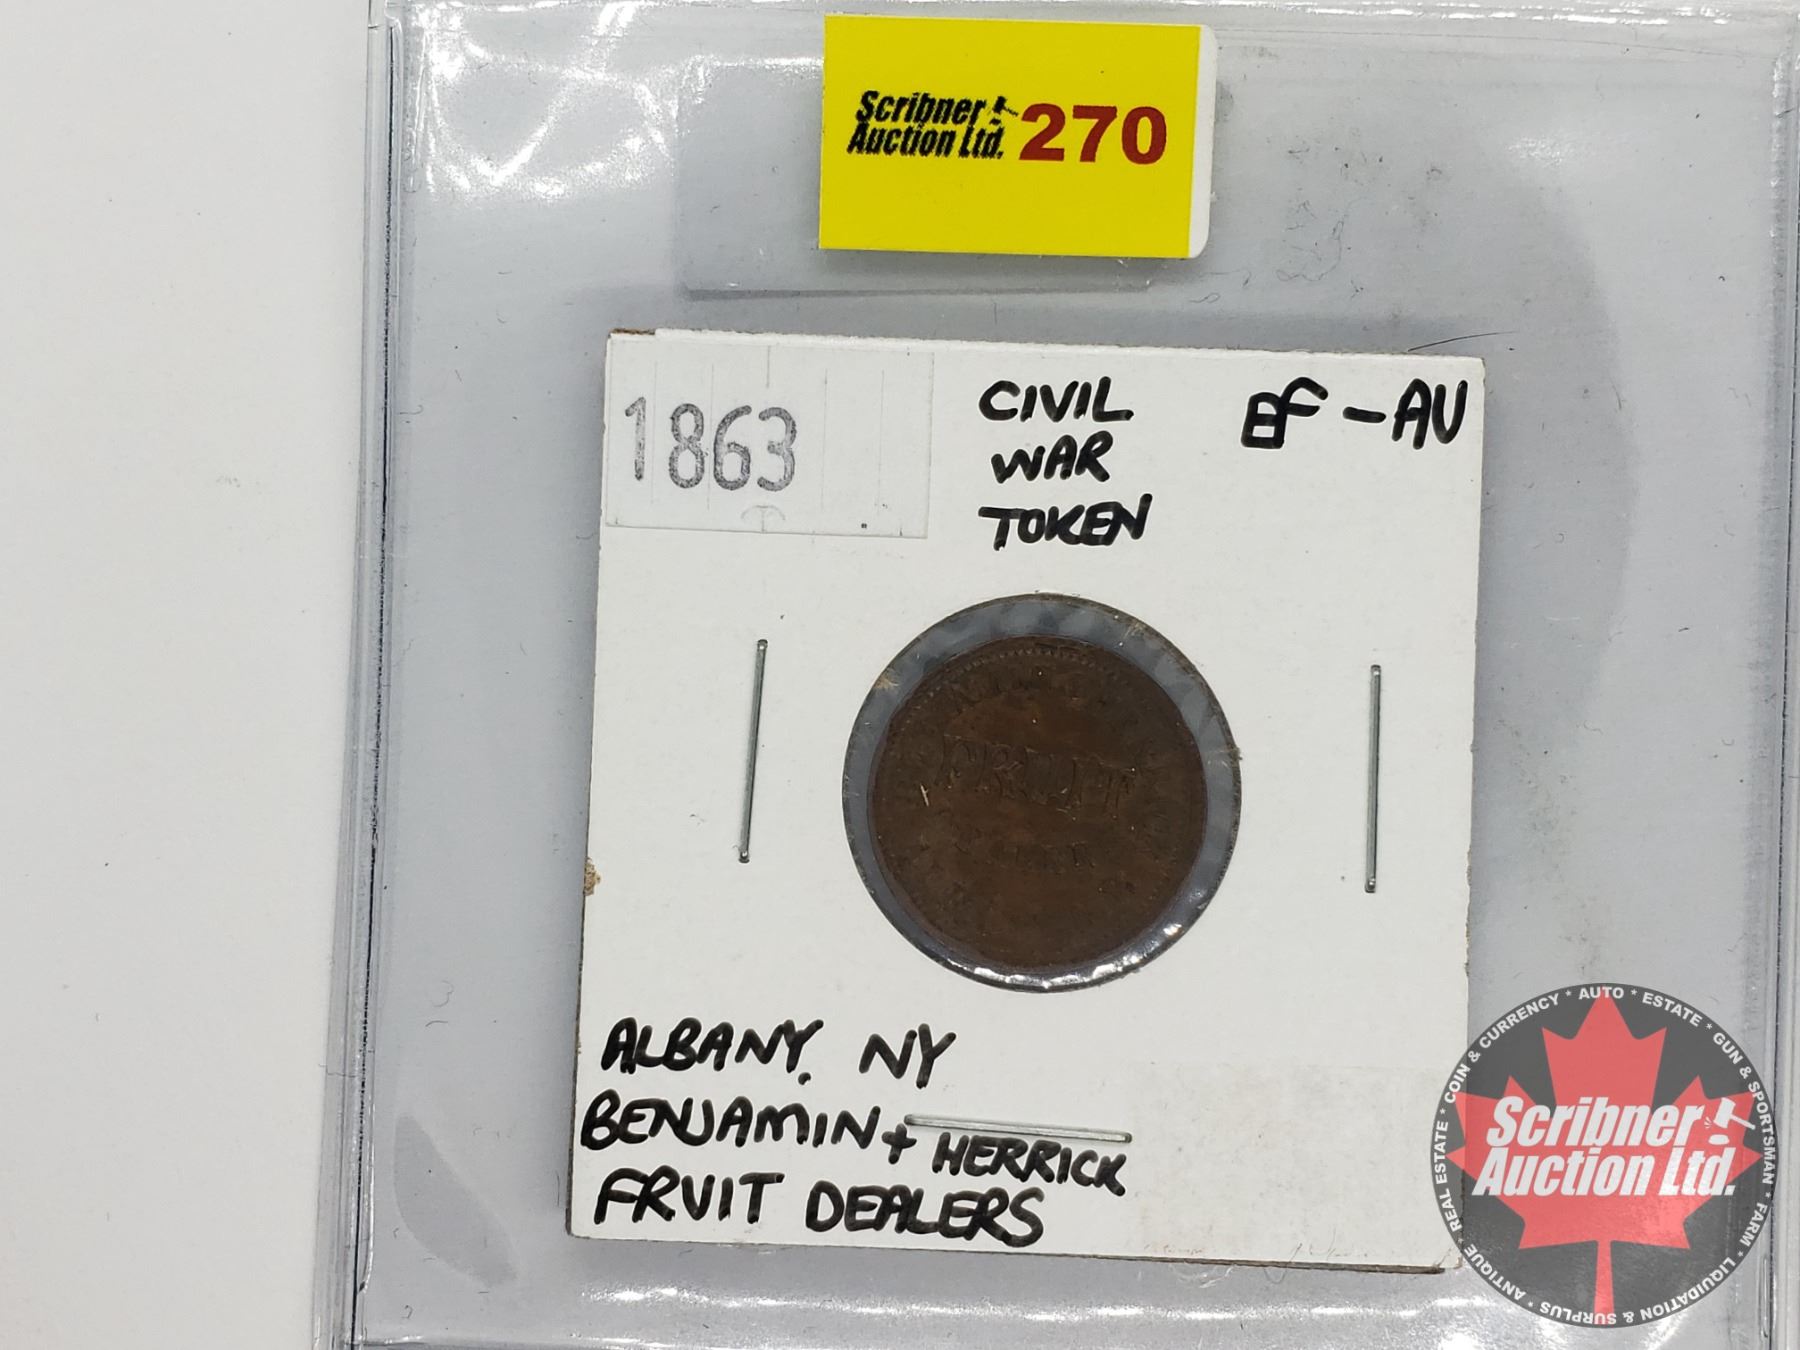 Scribner
Auction Ltd. 270
1863
CIVIL
WAR
TOKEN
EF - AU
FRUIT
ALBANY. NY
BENJAMIN + HERRICK
FRUIT DEALERS
REAL ESTATE * COIN & CURRENCY * AUTO * ESTATE * GUN & SPORTSMAN * FARM * LIQUIDATION & SURPLUS * ANTIQUE *
Scribner
Auction Ltd.